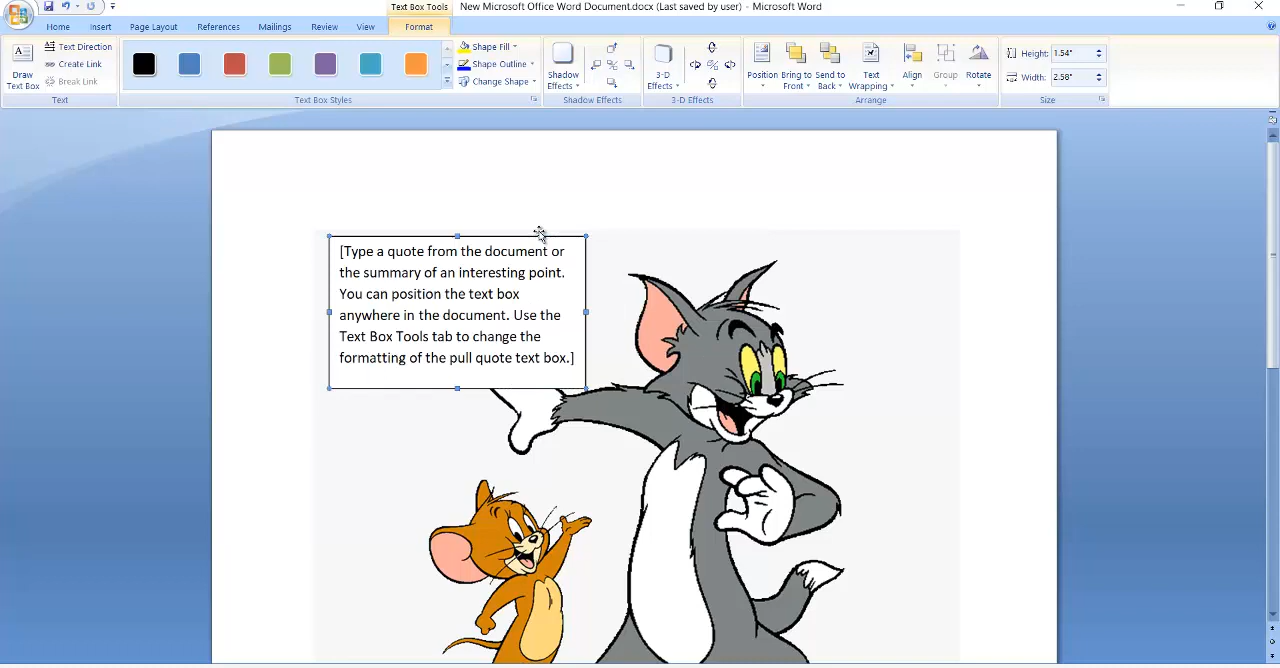 Text Box Tools
New Microsoft Office Word Document.docx (Last saved by user) - Microsoft Word
Home Insert Page Layout References Mailings Review View Format
Draw
Text Box
Text Direction
Create Link
Break Link
Text
Text Box Styles
Shape Fill
Shape Outline
Change Shape
Shadow
Effects
Shadow Effects
3-D
Effects
3-D Effects
Position
Bring to
Front
Send to
Back
Text
Wrapping
Align
Group
Rotate
Arrange
Height: 1.54"
Width: 2.58"
Size
[Type a quote from the document or
the summary of an interesting point.
You can position the text box
anywhere in the document. Use the
Text Box Tools tab to change the
formatting of the pull quote text box.]